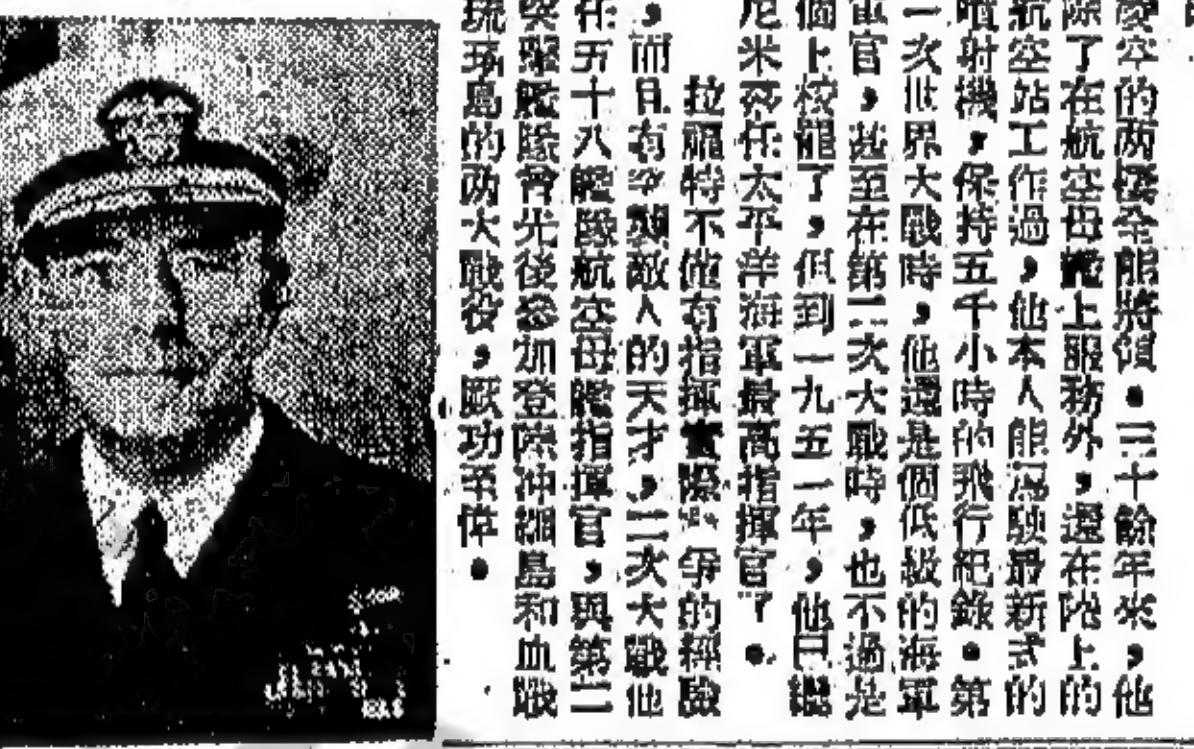 凌空的两棲全能將領。三十餘年來，他
除了在航空母艦上服務外，還在陸上的
航空站工作過，他本人能駕駛最新式的
噴射機，保持五千小時的飛行紀錄。第
一次世界大戰時，他還是個低級的海軍
軍官，甚至在第二次大戰時，也不過是
個上校罷了，但到一九五一年，他已繼
尼米茲任太平洋海軍最高指揮官了。
拉福特不僅有指揮實際爭的經驗
，而且有突襲敵人的天才，二次大戰他
任五十八艦隊航空母艦指揮官，與第二
突擊艦隊曾先後參加登陸冲繩島和血戰
島的两大戰役，厥功至偉。